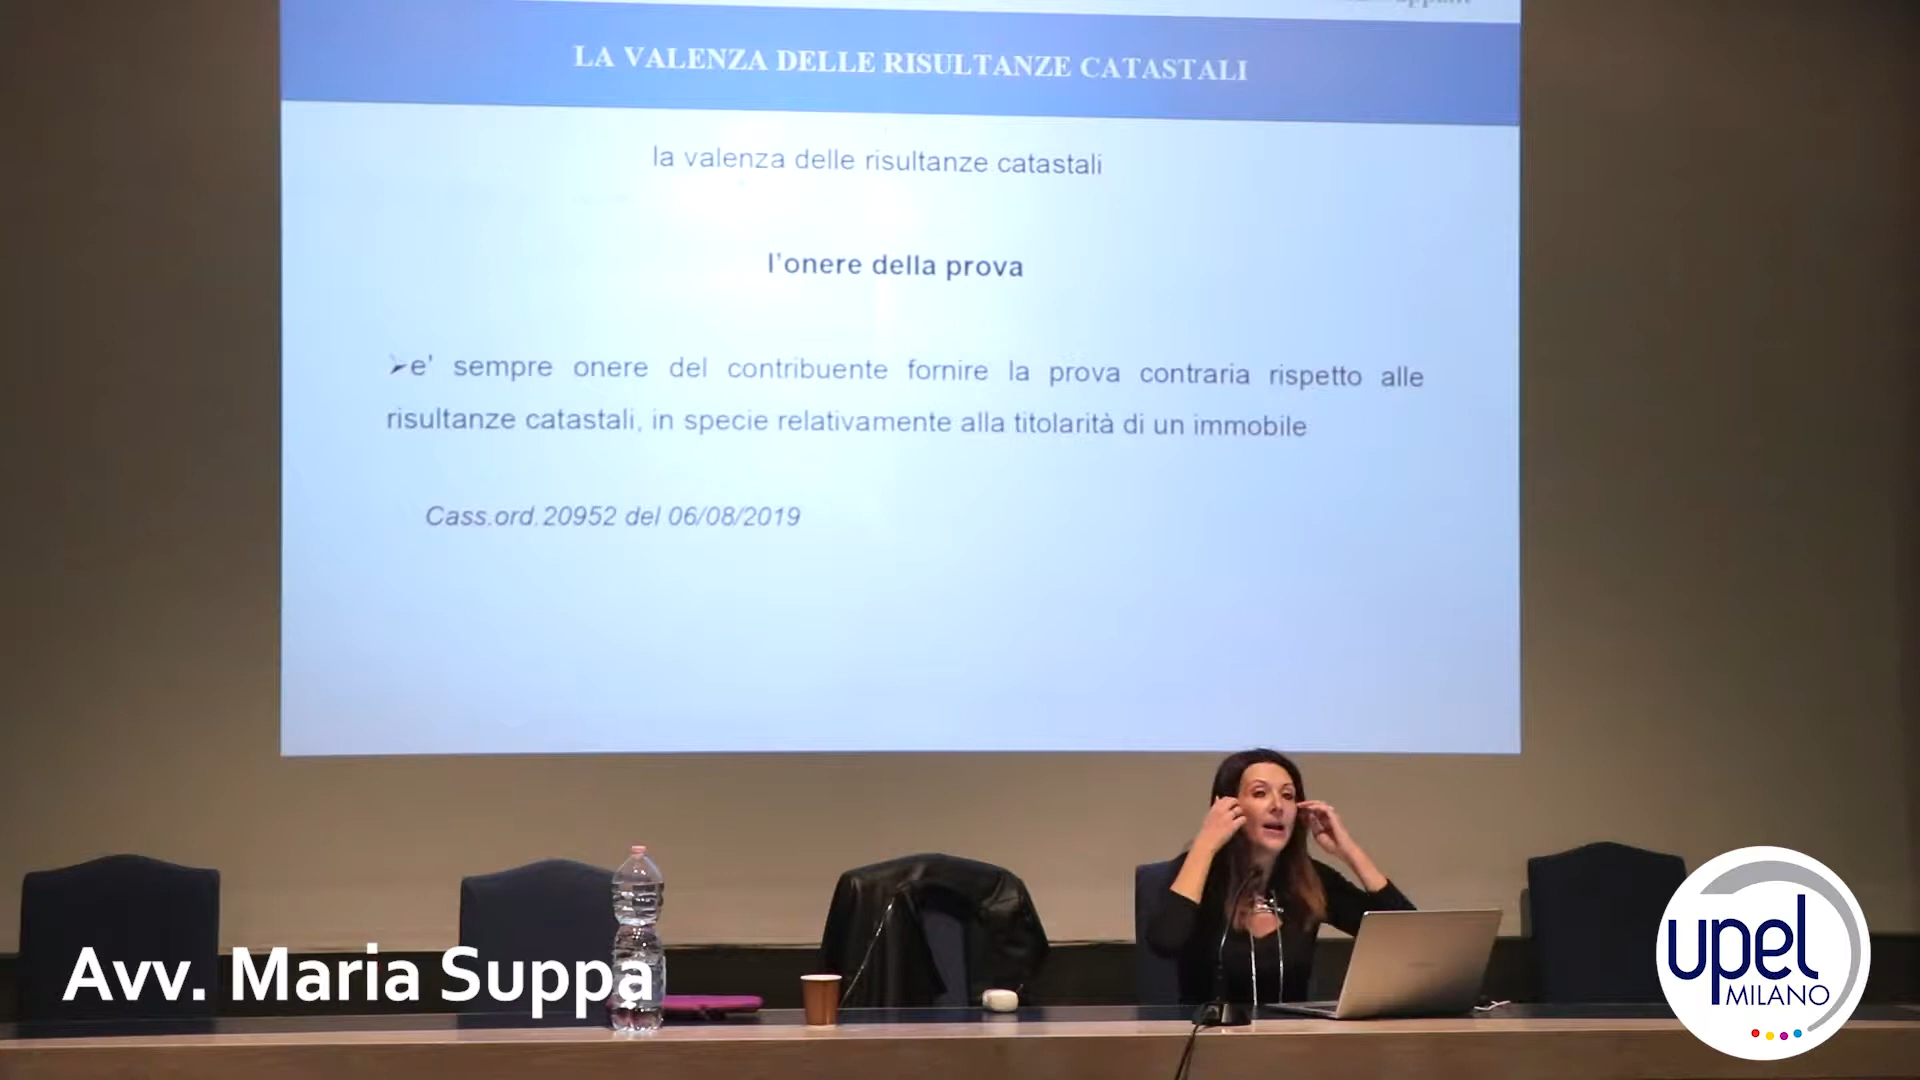 LA VALENZA DELLE RISULTANZE CATASTALI
la valenza delle risultanze catastali
l'onere della prova
➢e' sempre onere del contribuente fornire la prova contraria rispetto alle
risultanze catastali, in specie relativamente alla titolarità di un immobile
Cass.ord.20952 del 06/08/2019
Avv. Maria Suppa
upel
MILANO